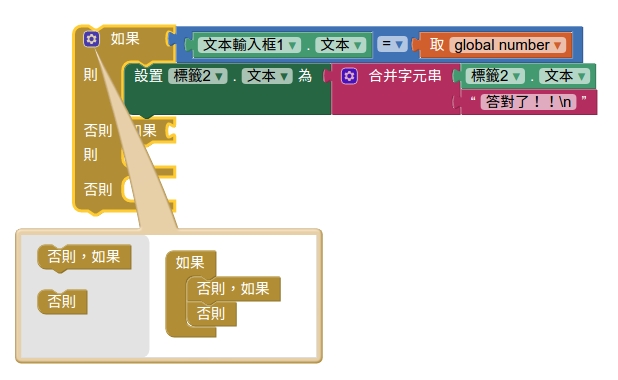 如果 文本輸入框1 . 文本 = 取 global number
則 設置 標籤2 . 文本 為 合并字元串 標籤2 . 文本
“ 答對了！！\n ”
否則，如果
則
否則
否則，如果
否則
如果
否則，如果
否則